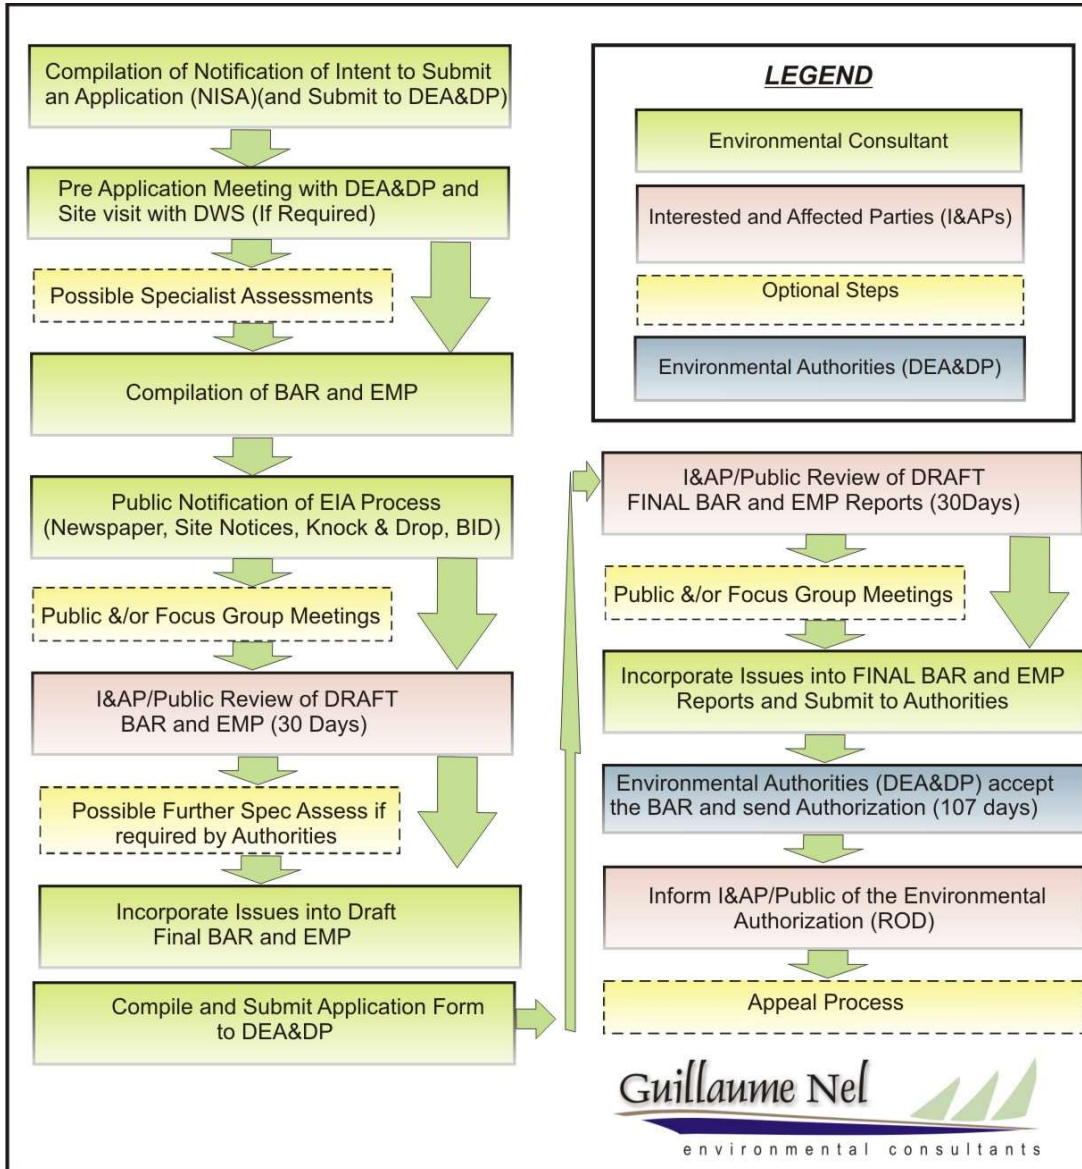 Compilation of Notification of Intent to Submit
an Application (NISA)(and Submit to DEA&DP)
Pre Application Meeting with DEA&DP and
Site visit with DWS (If Required)
Possible Specialist Assessments
Compilation of BAR and EMP
Public Notification of EIA Process
(Newspaper, Site Notices, Knock & Drop, BID)
Public &/or Focus Group Meetings
I&AP/Public Review of DRAFT
BAR and EMP (30 Days)
Possible Further Spec Assess if
required by Authorities
Incorporate Issues into Draft
Final BAR and EMP
Compile and Submit Application Form
to DEA&DP
LEGEND
Environmental Consultant
Interested and Affected Parties (I&APs)
Optional Steps
Environmental Authorities (DEA&DP)
I&AP/Public Review of DRAFT
FINAL BAR and EMP Reports (30Days)
Public &/or Focus Group Meetings
Incorporate Issues into FINAL BAR and EMP
Reports and Submit to Authorities
Environmental Authorities (DEA&DP) accept
the BAR and send Authorization (107 days)
Inform I&AP/Public of the Environmental
Authorization (ROD)
Appeal Process
Guillaume Nel
environmental consultants